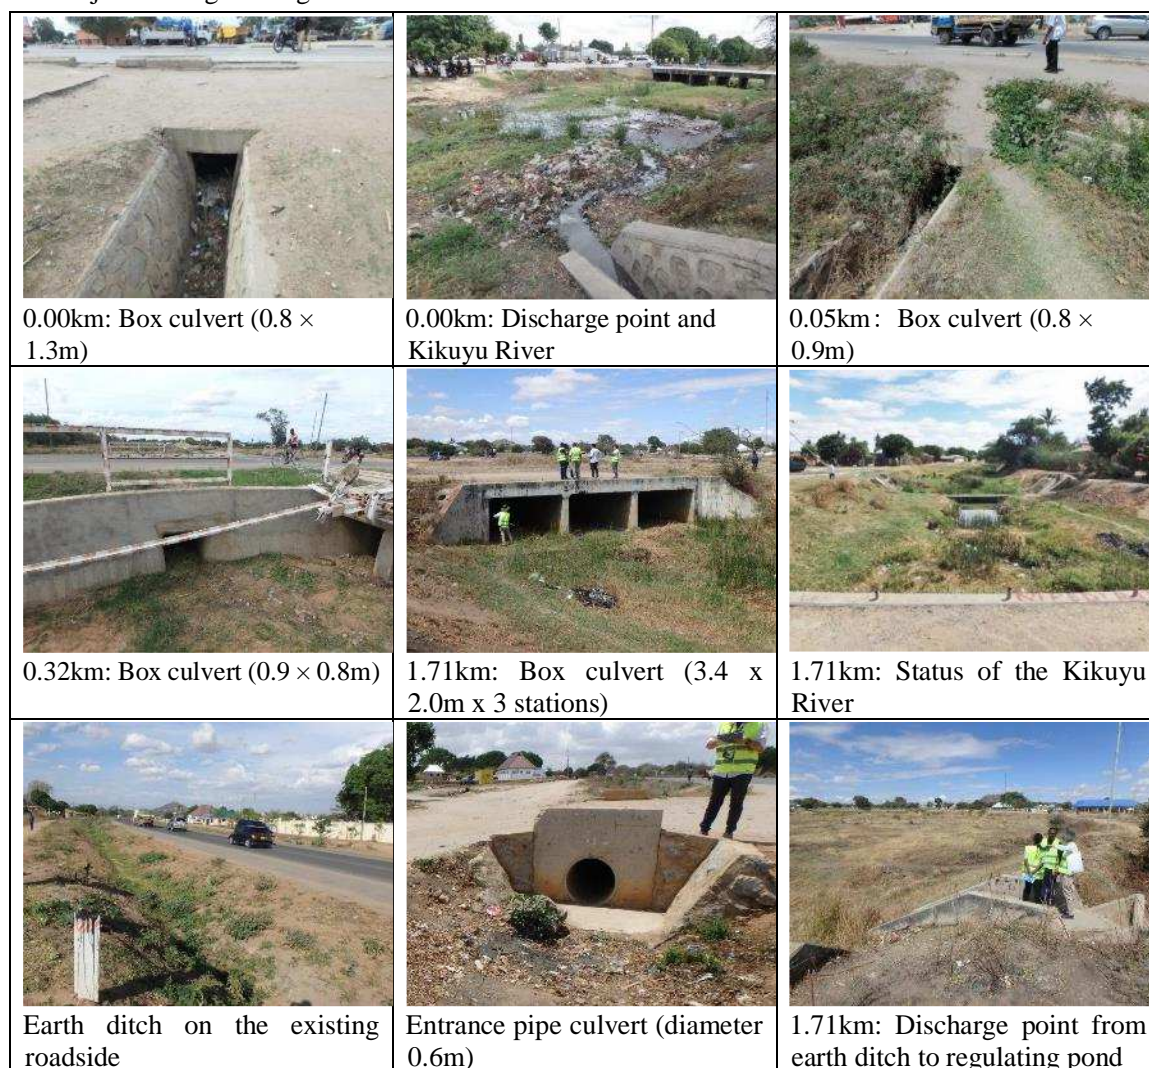 0.00km: Box culvert (0.8 ×
1.3m)
0.00km: Discharge point and
Kikuyu River
0.05km: Box culvert (0.8 ×
0.9m)
0.32km: Box culvert (0.9 × 0.8m)
1.71km: Box culvert (3.4 x
2.0m x 3 stations)
1.71km: Status of the Kikuyu
River
Earth ditch on the existing
roadside
Entrance pipe culvert (diameter
0.6m)
1.71km: Discharge point from
earth ditch to regulating pond